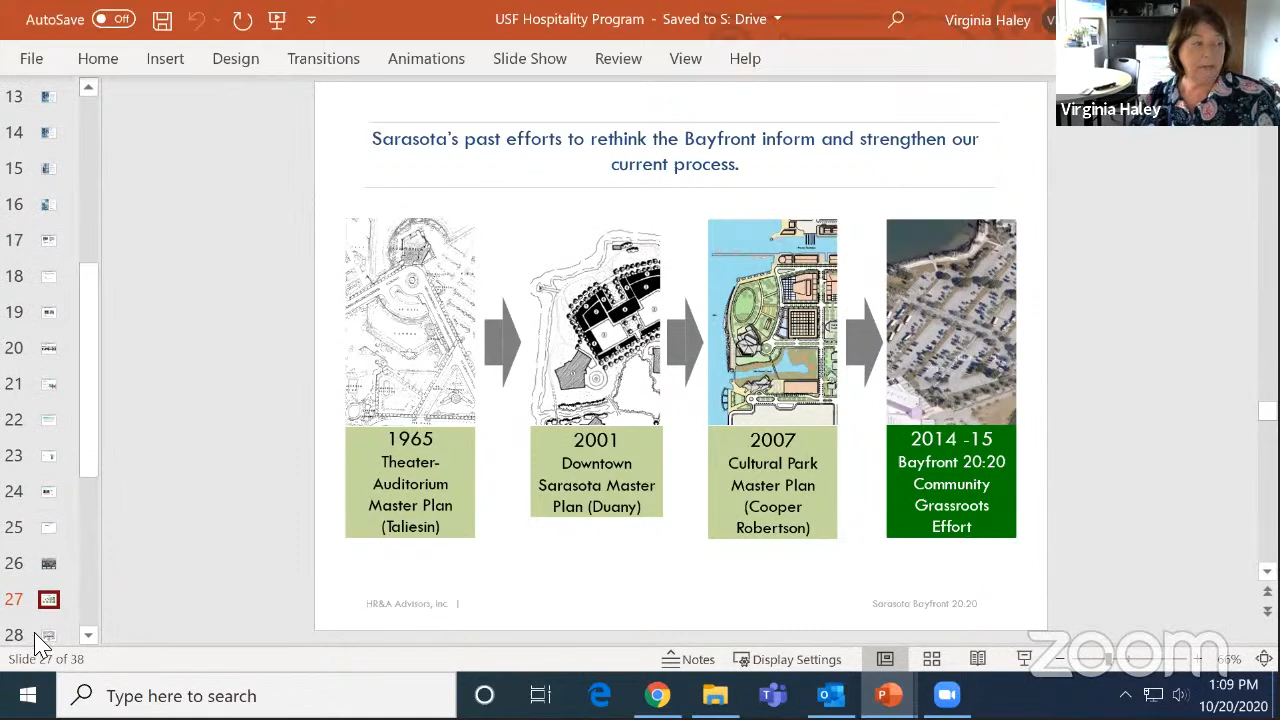 AutoSave
Off
USF Hospitality Program - Saved to S: Drive
Virginia Haley
File Home Insert Design Transitions Animations Slide Show Review View Help
Virginia Haley
13
14
15
16
17
18
19
20
21
22
23
24
25
26
27
28
Sarasota's past efforts to rethink the Bayfront inform and strengthen our
current process.
1965
Theater-
Auditorium
Master Plan
(Taliesin)
2001
Downtown
Sarasota Master
Plan (Duany)
2007
Cultural Park
Master Plan
(Cooper
Robertson)
2014 -15
Bayfront 20:20
Community
Grassroots
Effort
HR&A Advisors, Inc. |
Sarasota Bayfront 20:20
Slide 27 of 38
Notes
Display Settings
66%
zoom
Type here to search
1:09 PM
10/20/2020